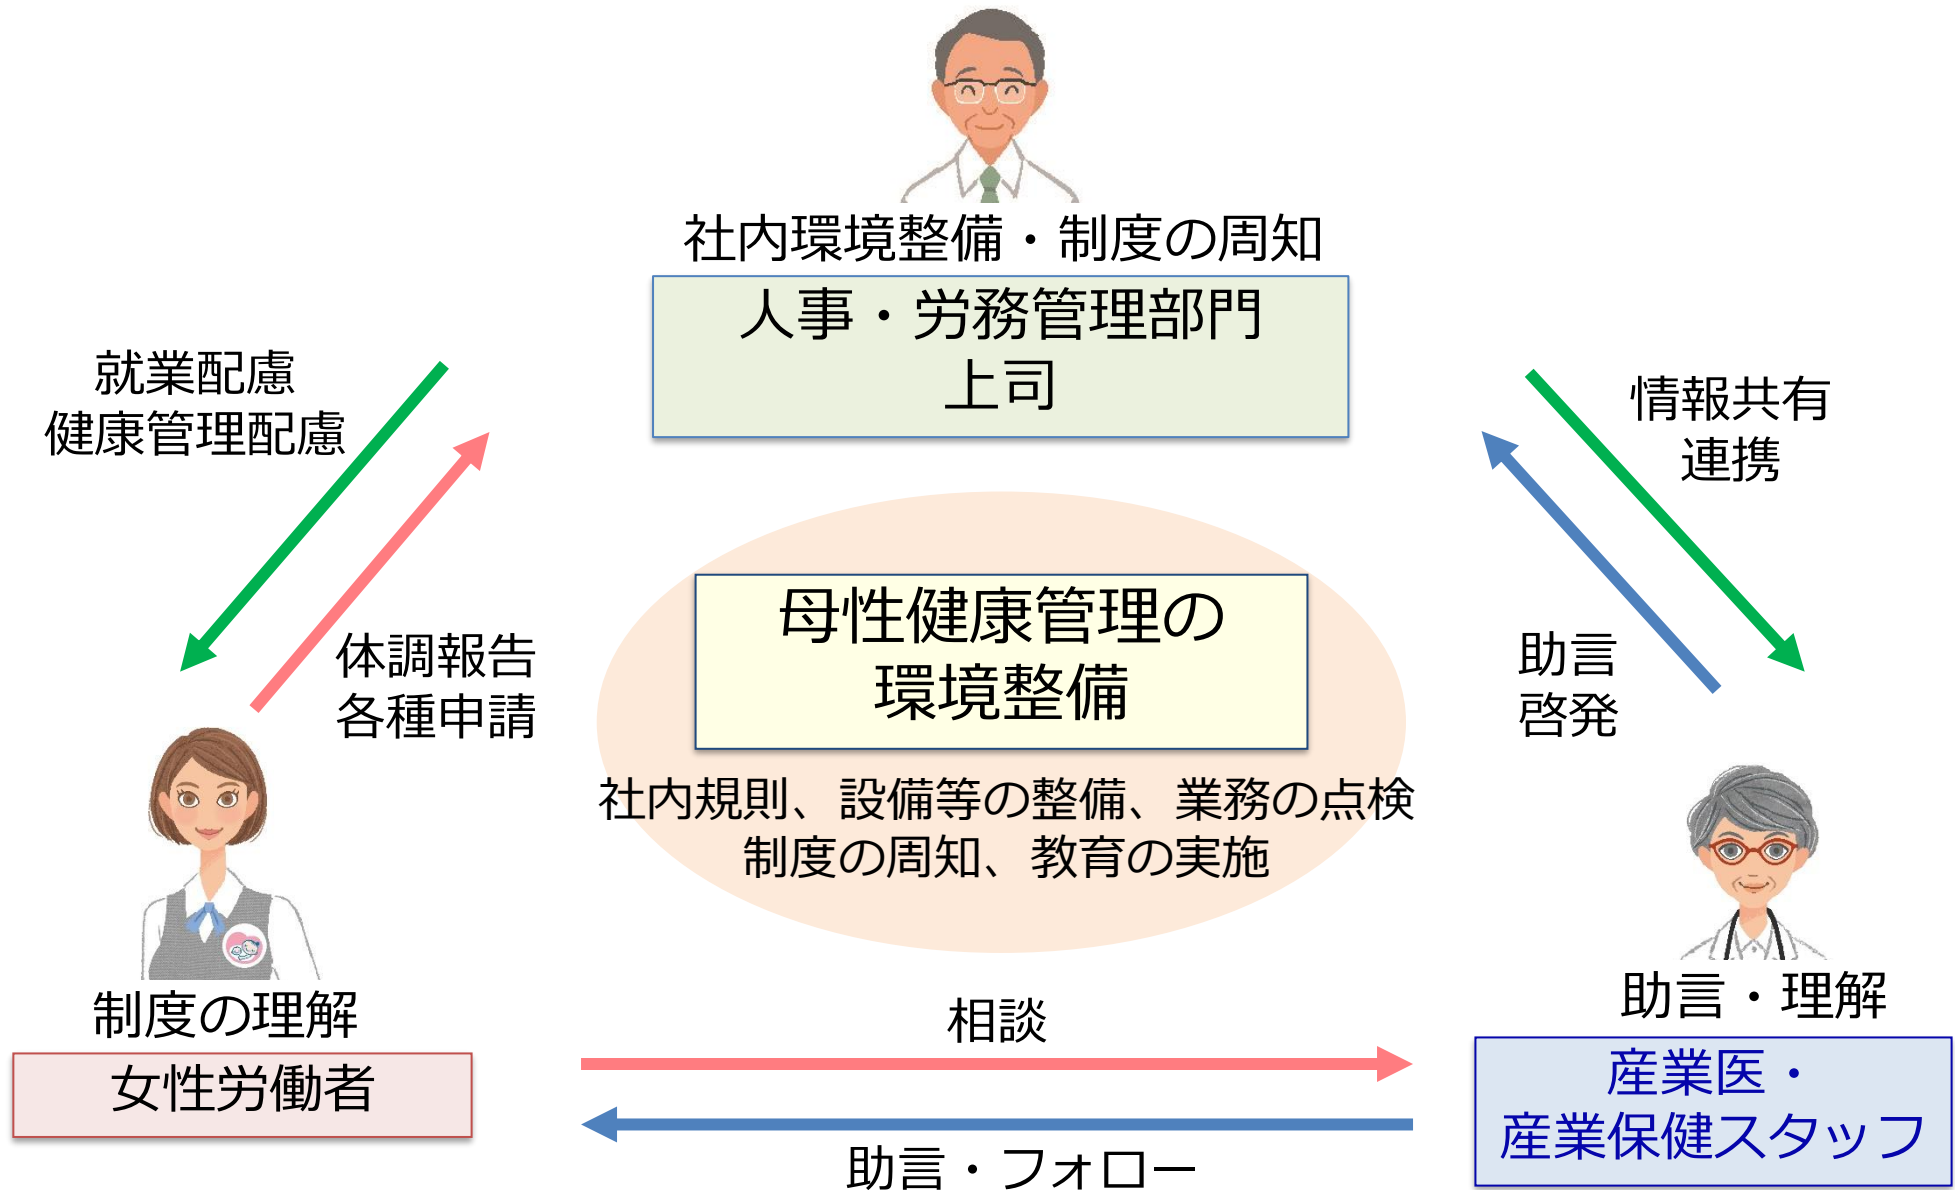 社内環境整備・制度の周知
人事・労務管理部門
上司
就業配慮
健康管理配慮
情報共有
連携
体調報告
各種申請
母性健康管理の
環境整備
助言
啓発
社内規則、設備等の整備、業務の点検
制度の周知、教育の実施
制度の理解
女性労働者
相談
助言・フォロー
助言・理解
産業医・
産業保健スタッフ